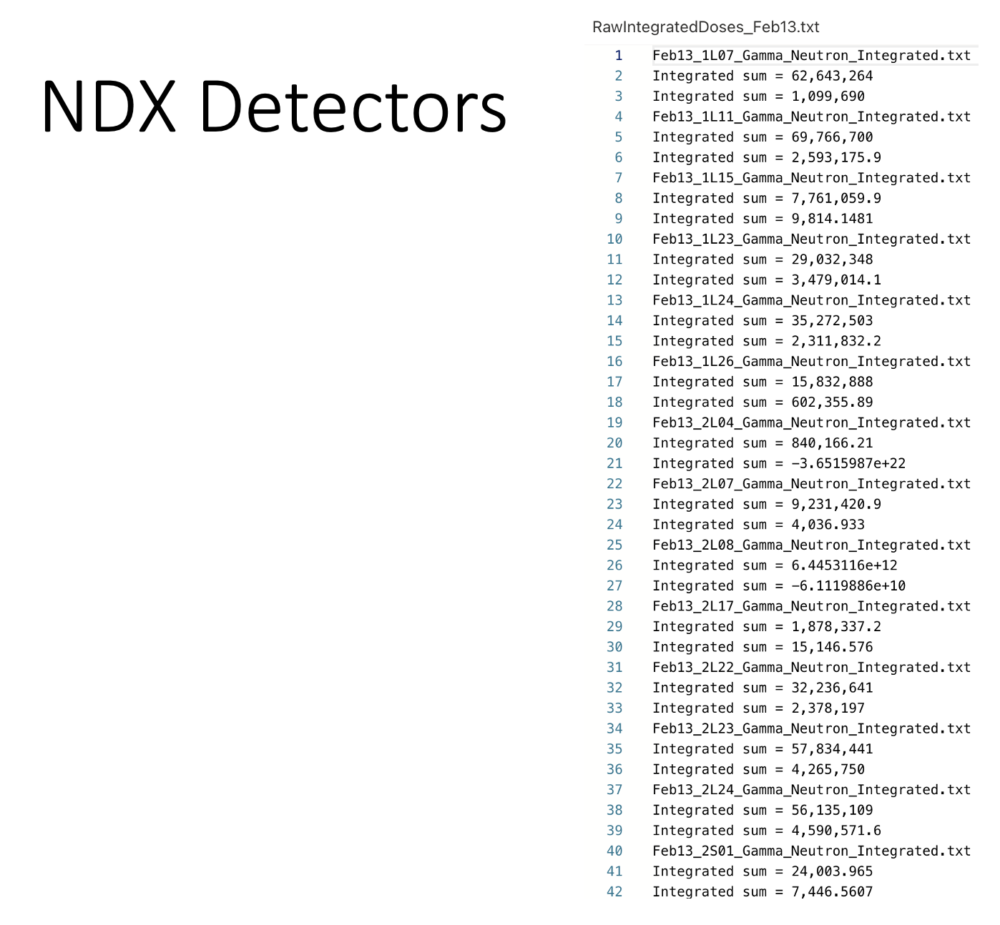 NDX Detectors
RawIntegratedDoses_Feb13.txt
1 Feb13_1L07_Gamma_Neutron_Integrated.txt
2 Integrated sum = 62,643,264
3 Integrated sum = 1,099,690
4 Feb13_1L11_Gamma_Neutron_Integrated.txt
5 Integrated sum = 69,766,700
6 Integrated sum = 2,593,175.9
7 Feb13_1L15_Gamma_Neutron_Integrated.txt
8 Integrated sum = 7,761,059.9
9 Integrated sum = 9,814.1481
10 Feb13_1L23_Gamma_Neutron_Integrated.txt
11 Integrated sum = 29,032,348
12 Integrated sum = 3,479,014.1
13 Feb13_1L24_Gamma_Neutron_Integrated.txt
14 Integrated sum = 35,272,503
15 Integrated sum = 2,311,832.2
16 Feb13_1L26_Gamma_Neutron_Integrated.txt
17 Integrated sum = 15,832,888
18 Integrated sum = 602,355.89
19 Feb13_2L04_Gamma_Neutron_Integrated.txt
20 Integrated sum = 840,166.21
21 Integrated sum = −3.6515987e+22
22 Feb13_2L07_Gamma_Neutron_Integrated.txt
23 Integrated sum = 9,231,420.9
24 Integrated sum = 4,036.933
25 Feb13_2L08_Gamma_Neutron_Integrated.txt
26 Integrated sum = 6.4453116e+12
27 Integrated sum = −6.1119886e+10
28 Feb13_2L17_Gamma_Neutron_Integrated.txt
29 Integrated sum = 1,878,337.2
30 Integrated sum = 15,146.576
31 Feb13_2L22_Gamma_Neutron_Integrated.txt
32 Integrated sum = 32,236,641
33 Integrated sum = 2,378,197
34 Feb13_2L23_Gamma_Neutron_Integrated.txt
35 Integrated sum = 57,834,441
36 Integrated sum = 4,265,750
37 Feb13_2L24_Gamma_Neutron_Integrated.txt
38 Integrated sum = 56,135,109
39 Integrated sum = 4,590,571.6
40 Feb13_2S01_Gamma_Neutron_Integrated.txt
41 Integrated sum = 24,003.965
42 Integrated sum = 7,446.5607